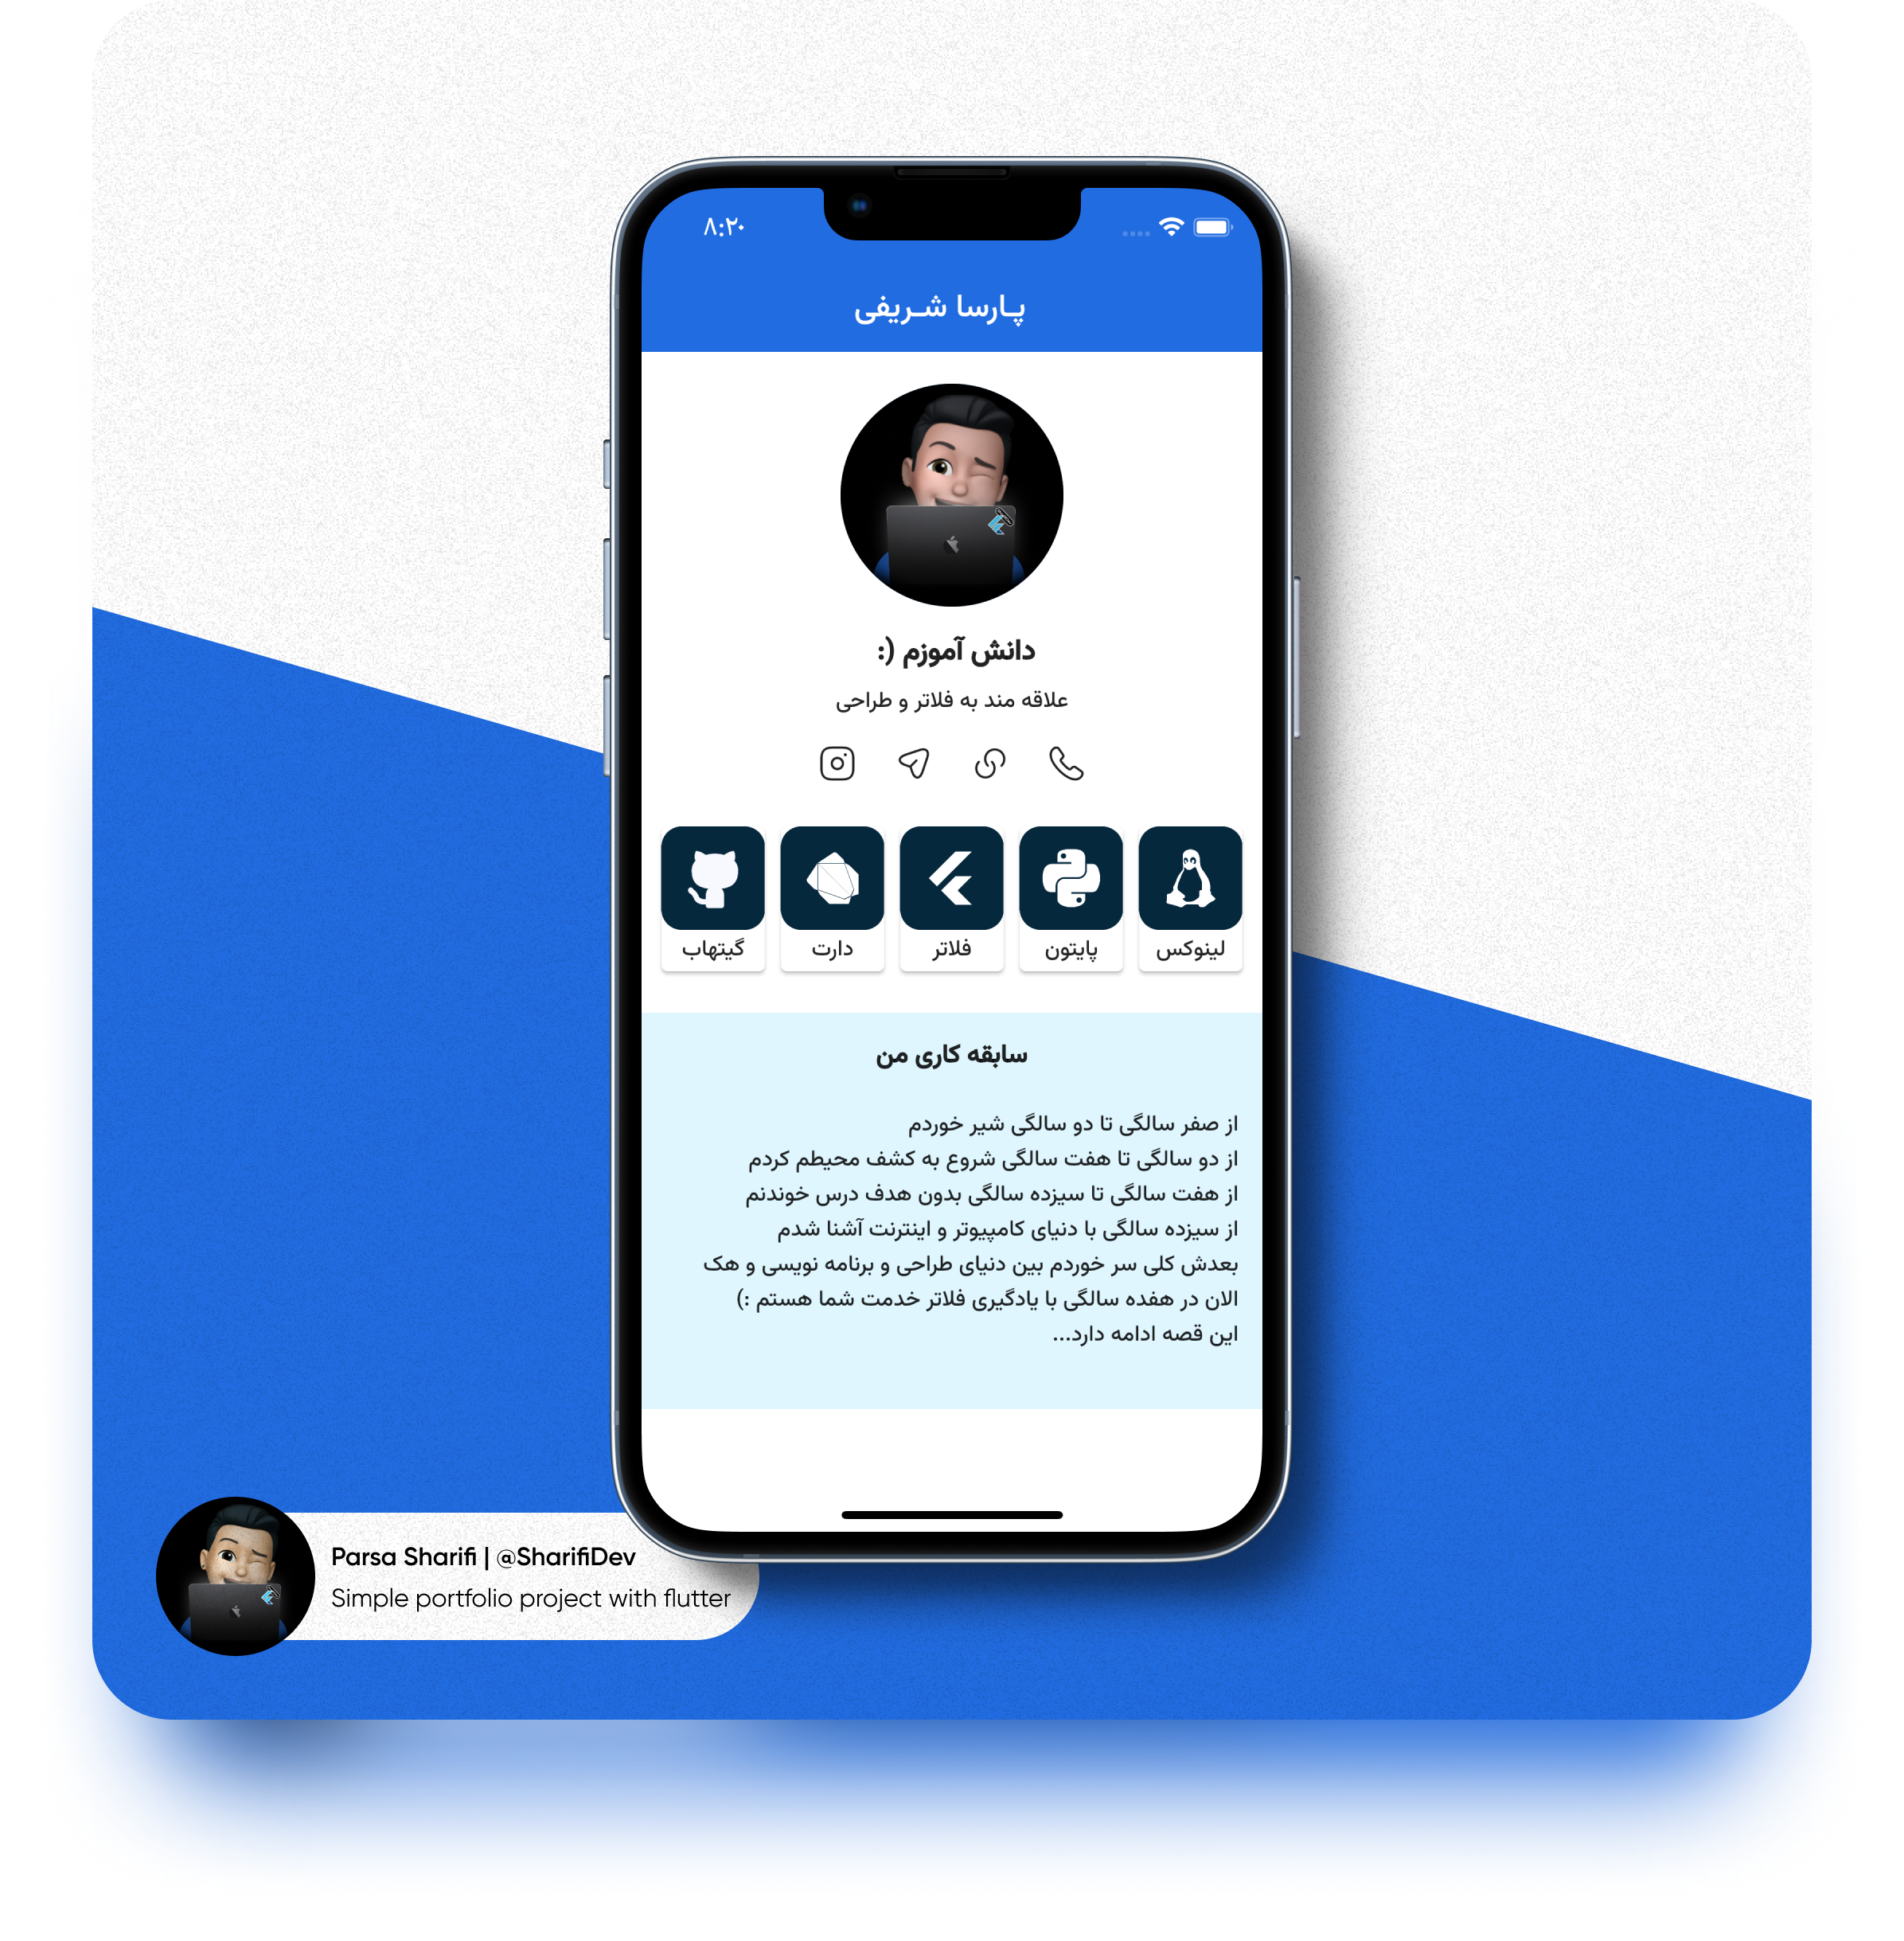 ۸:۲۰
پـارسا شـریفی
دانش آموزم (:
علاقه مند به فلاتر و طراحی
لینوکس
پایتون
فلاتر
دارت
گیتهاب
سابقه کاری من
از صفر سالگی تا دو سالگی شیر خوردم
از دو سالگی تا هفت سالگی شروع به کشف محیطم کردم
از هفت سالگی تا سیزده سالگی بدون هدف درس خوندنم
از سیزده سالگی با دنیای کامپیوتر و اینترنت آشنا شدم
بعدش کلی سر خوردم بین دنیای طراحی و برنامه نویسی و هک
الان در هفده سالگی با یادگیری فلاتر خدمت شما هستم :)
این قصه ادامه دارد...
Parsa Sharifi | @SharifiDev
Simple portfolio project with flutter